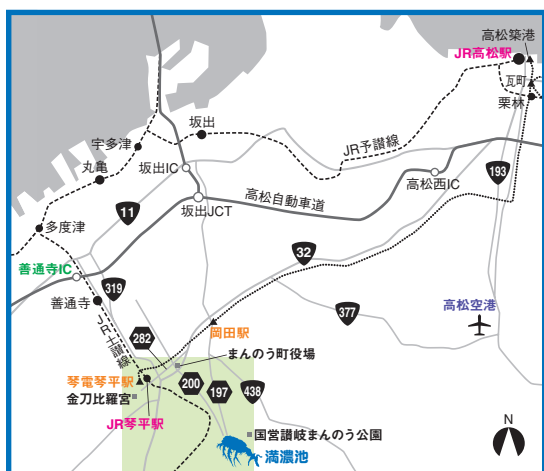 高松築港
JR高松駅
瓦町
栗林
坂出
宇多津
JR予讃線
丸亀
坂出IC
高松西IC
193
高松自動車道
11
坂出JCT
多度津
32
善通寺IC
319
善通寺
377
高松空港
岡田駅
JR土讃線
282
まんのう町役場
琴電琴平駅
200
197
438
金刀比羅宮
JR琴平駅
国営讃岐まんのう公園
満濃池
N